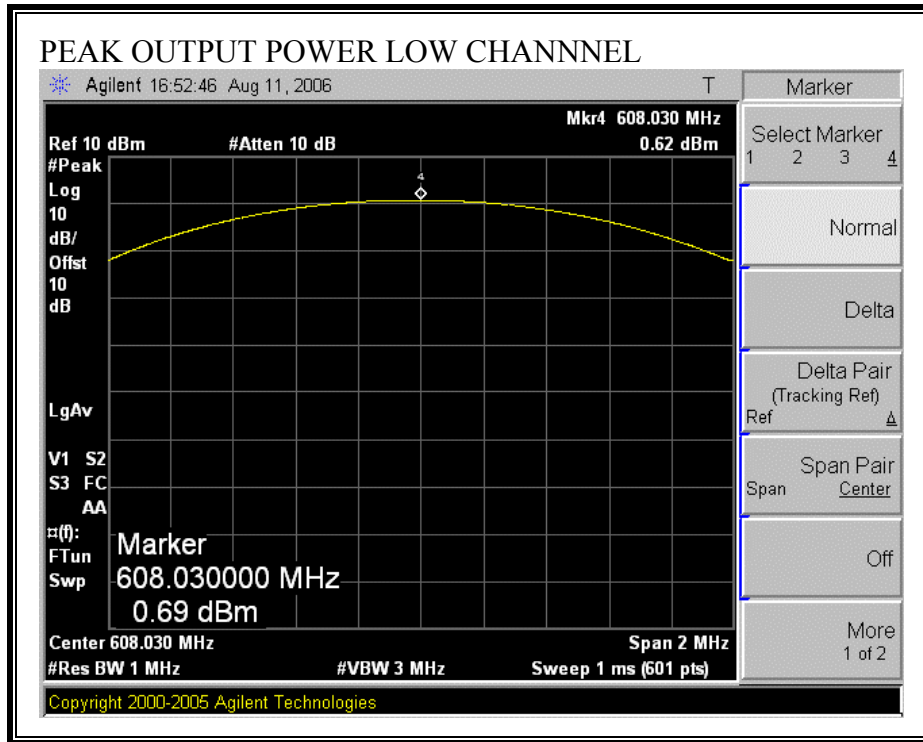 PEAK OUTPUT POWER LOW CHANNNEL
Agilent 16:52:46 Aug 11, 2006 T
Mkr4 608.030 MHz
Ref 10 dBm #Atten 10 dB 0.62 dBm
#Peak
Log
10
dB/
Offst
10
dB
4
LgAv
V1 S2
S3 FC
AA
¤(f):
FTun
Swp
Marker
608.030000 MHz
0.69 dBm
Center 608.030 MHz Span 2 MHz
#Res BW 1 MHz #VBW 3 MHz Sweep 1 ms (601 pts)
Copyright 2000-2005 Agilent Technologies
Marker
Select Marker
1 2 3 4
Normal
Delta
Delta Pair
(Tracking Ref)
Ref Δ
Span Pair
Span Center
Off
More
1 of 2